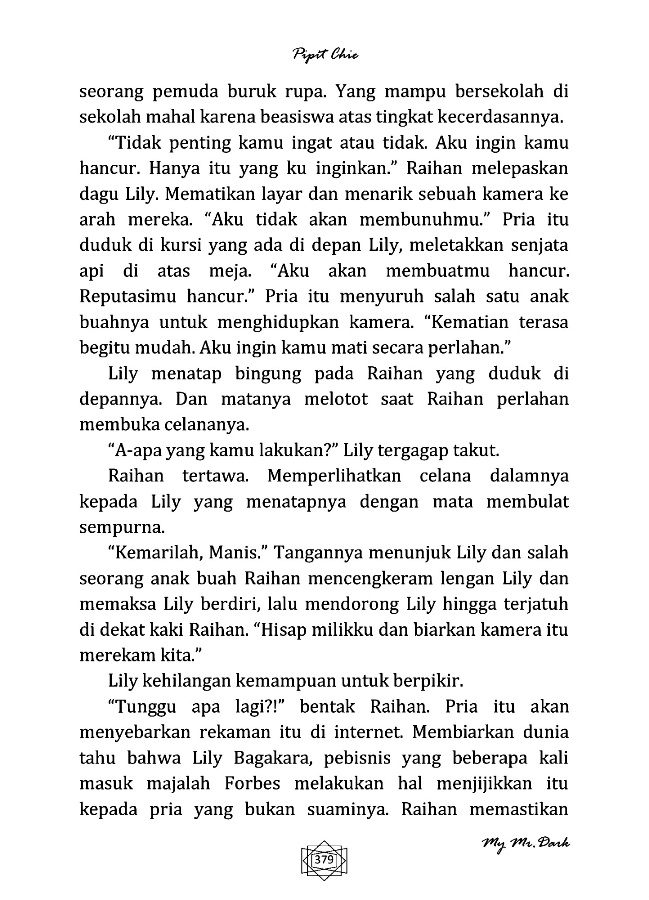 Pipit Chie
seorang pemuda buruk rupa. Yang mampu bersekolah di
sekolah mahal karena beasiswa atas tingkat kecerdasannya.
“Tidak penting kamu ingat atau tidak. Aku ingin kamu
hancur. Hanya itu yang ku inginkan.” Raihan melepaskan
dagu Lily. Mematikan layar dan menarik sebuah kamera ke
arah mereka. “Aku tidak akan membunuhmu.” Pria itu
duduk di kursi yang ada di depan Lily, meletakkan senjata
api di atas meja. “Aku akan membuatmu hancur.
Reputasimu hancur.” Pria itu menyuruh salah satu anak
buahnya untuk menghidupkan kamera. “Kematian terasa
begitu mudah. Aku ingin kamu mati secara perlahan.”
Lily menatap bingung pada Raihan yang duduk di
depannya. Dan matanya melotot saat Raihan perlahan
membuka celananya.
“A-apa yang kamu lakukan?” Lily tergagap takut.
Raihan tertawa. Memperlihatkan celana dalamnya
kepada Lily yang menatapnya dengan mata membulat
sempurna.
“Kemarilah, Manis.” Tangannya menunjuk Lily dan salah
seorang anak buah Raihan mencengkeram lengan Lily dan
memaksa Lily berdiri, lalu mendorong Lily hingga terjatuh
di dekat kaki Raihan. “Hisap milikku dan biarkan kamera itu
merekam kita.”
Lily kehilangan kemampuan untuk berpikir.
“Tunggu apa lagi?!” bentak Raihan. Pria itu akan
menyebarkan rekaman itu di internet. Membiarkan dunia
tahu bahwa Lily Bagakara, pebisnis yang beberapa kali
masuk majalah Forbes melakukan hal menjijikkan itu
kepada pria yang bukan suaminya. Raihan memastikan
My Mr. Dark
379